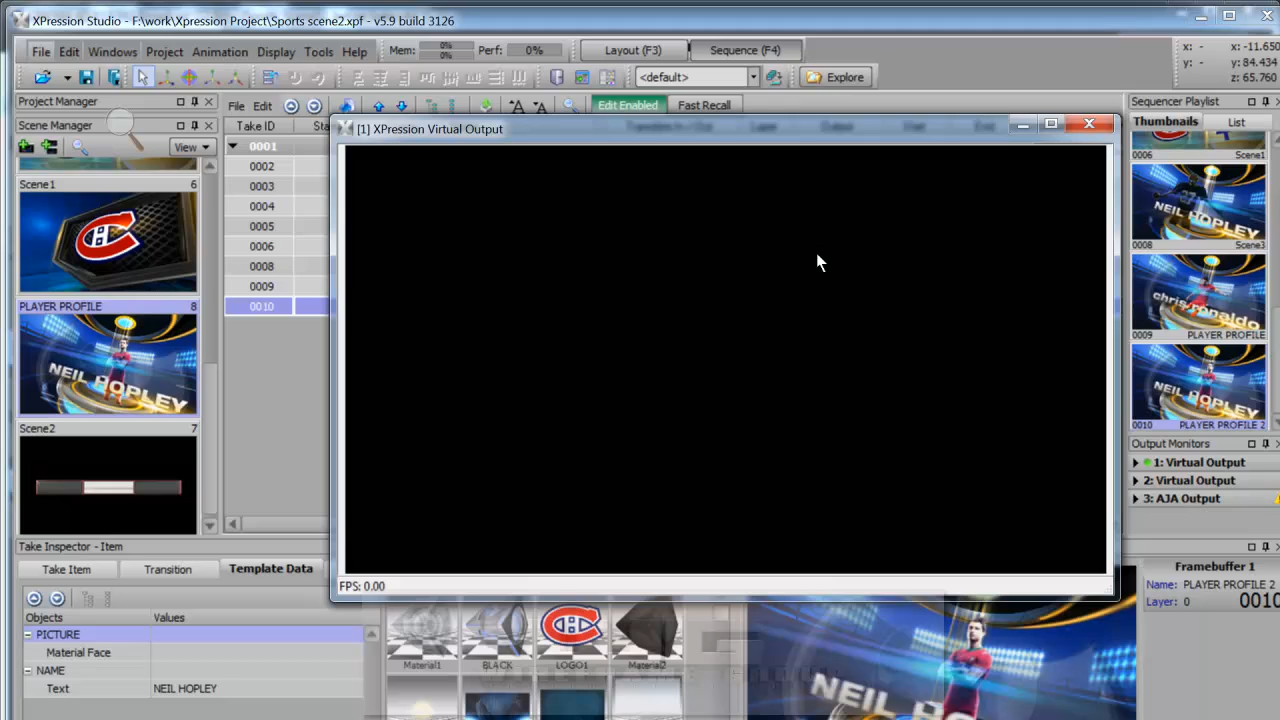 XPression Studio - F:\work\Xpression Project\Sports scene2.xpf - v5.9 build 3126
File Edit Windows Project Animation Display Tools Help Mem: 0% 0% Perf: 0% Layout (F3) Sequence (F4)
x: - x: -11.650
y: - y: 84.434
z: 65.760
<default> Explore
Project Manager
Scene Manager
View
Scene1 6
PLAYER PROFILE 8
NEIL HOPLEY
Scene2 7
File Edit Edit Enabled Fast Recall
Take ID
0001
0002
0003
0004
0005
0006
0008
0009
0010
[1] XPression Virtual Output
FPS: 0.00
Sequencer Playlist
Thumbnails List
0006 Scene1
NEIL HOPLEY
0008 Scene3
chris ronaldo
0009 PLAYER PROFILE
NEIL HOPLEY
0010 PLAYER PROFILE 2
Output Monitors
1: Virtual Output
2: Virtual Output
3: AJA Output
Take Inspector - Item
Take Item Transition Template Data
Objects Values
PICTURE
Material Face
NAME
Text NEIL HOPLEY
Material1 BLACK LOGO1 Material2
NEIL HOPLEY
Framebuffer 1
Name: PLAYER PROFILE 2
Layer: 0 0010